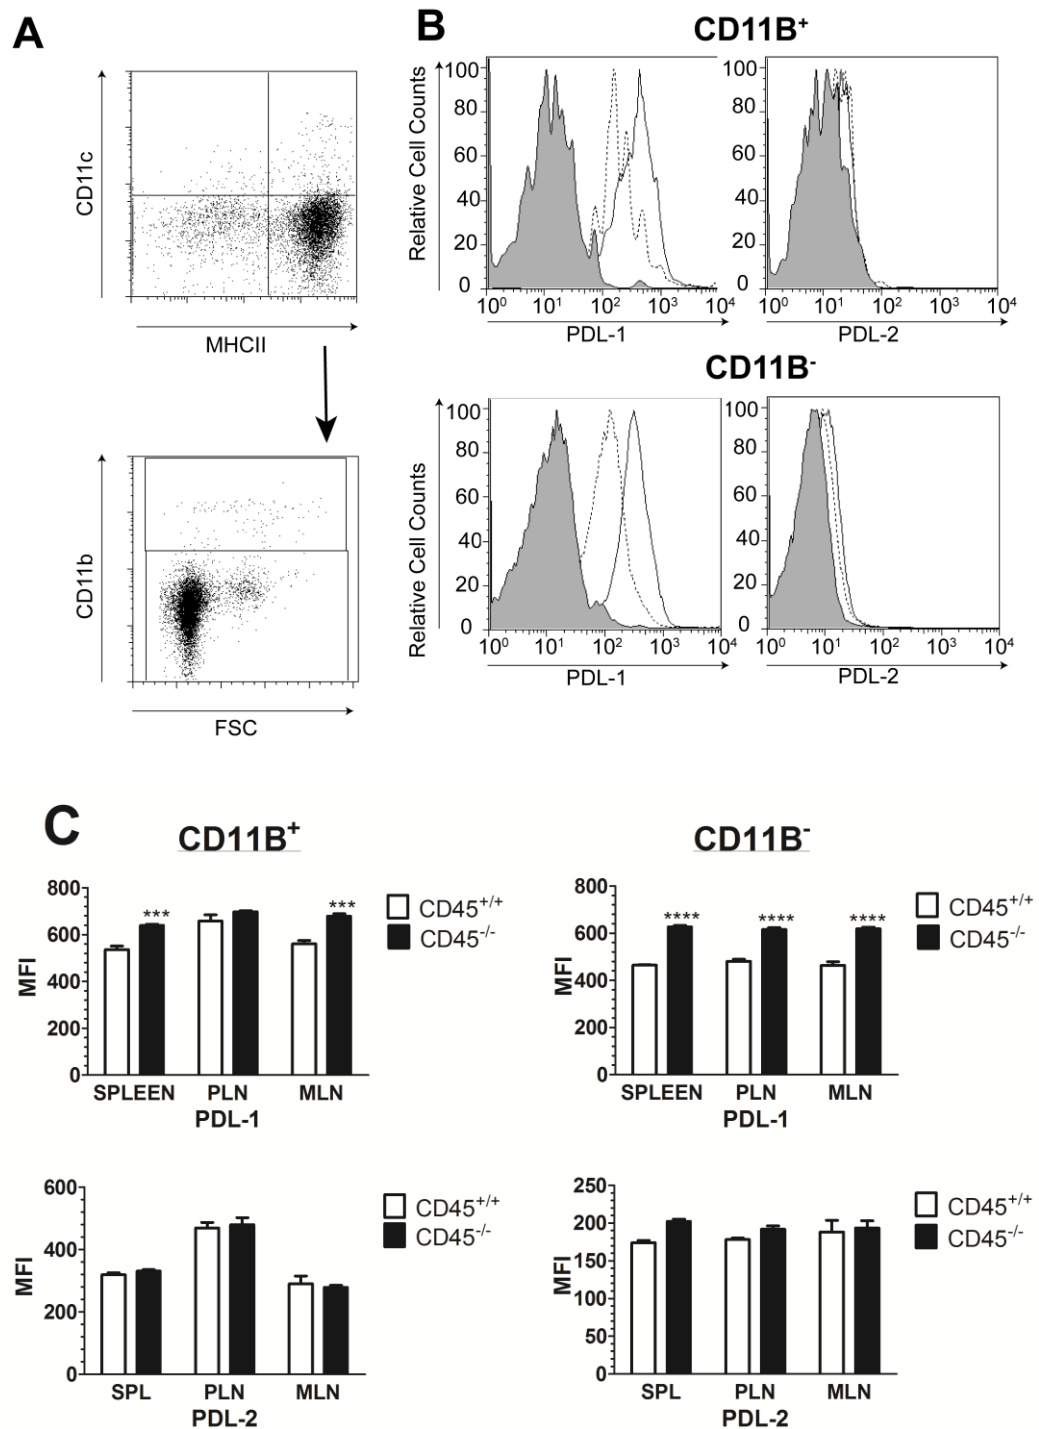 A
CD11c
MHCII
CD11b
FSC
B
CD11B+
Relative Cell Counts
100
80
60
40
20
0
10^0 10^1 10^2 10^3 10^4
PDL-1
100
80
60
40
20
0
10^0 10^1 10^2 10^3 10^4
PDL-2
CD11B-
Relative Cell Counts
100
80
60
40
20
0
10^0 10^1 10^2 10^3 10^4
PDL-1
100
80
60
40
20
0
10^0 10^1 10^2 10^3 10^4
PDL-2
C
CD11B+
MFI
800
600
400
200
0
*** ***
SPLEEN PLN MLN
PDL-1
CD45+/+
CD45-/-
CD11B-
MFI
800
600
400
200
0
**** **** ****
SPLEEN PLN MLN
PDL-1
CD45+/+
CD45-/-
MFI
600
400
200
0
SPL PLN MLN
PDL-2
CD45+/+
CD45-/-
MFI
250
200
150
100
50
0
SPL PLN MLN
PDL-2
CD45+/+
CD45-/-